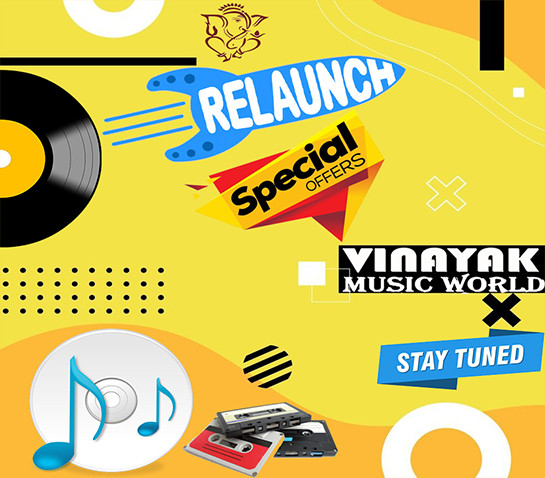 RELAUNCH
Special
OFFERS
VINAYAK
MUSIC WORLD
STAY TUNED